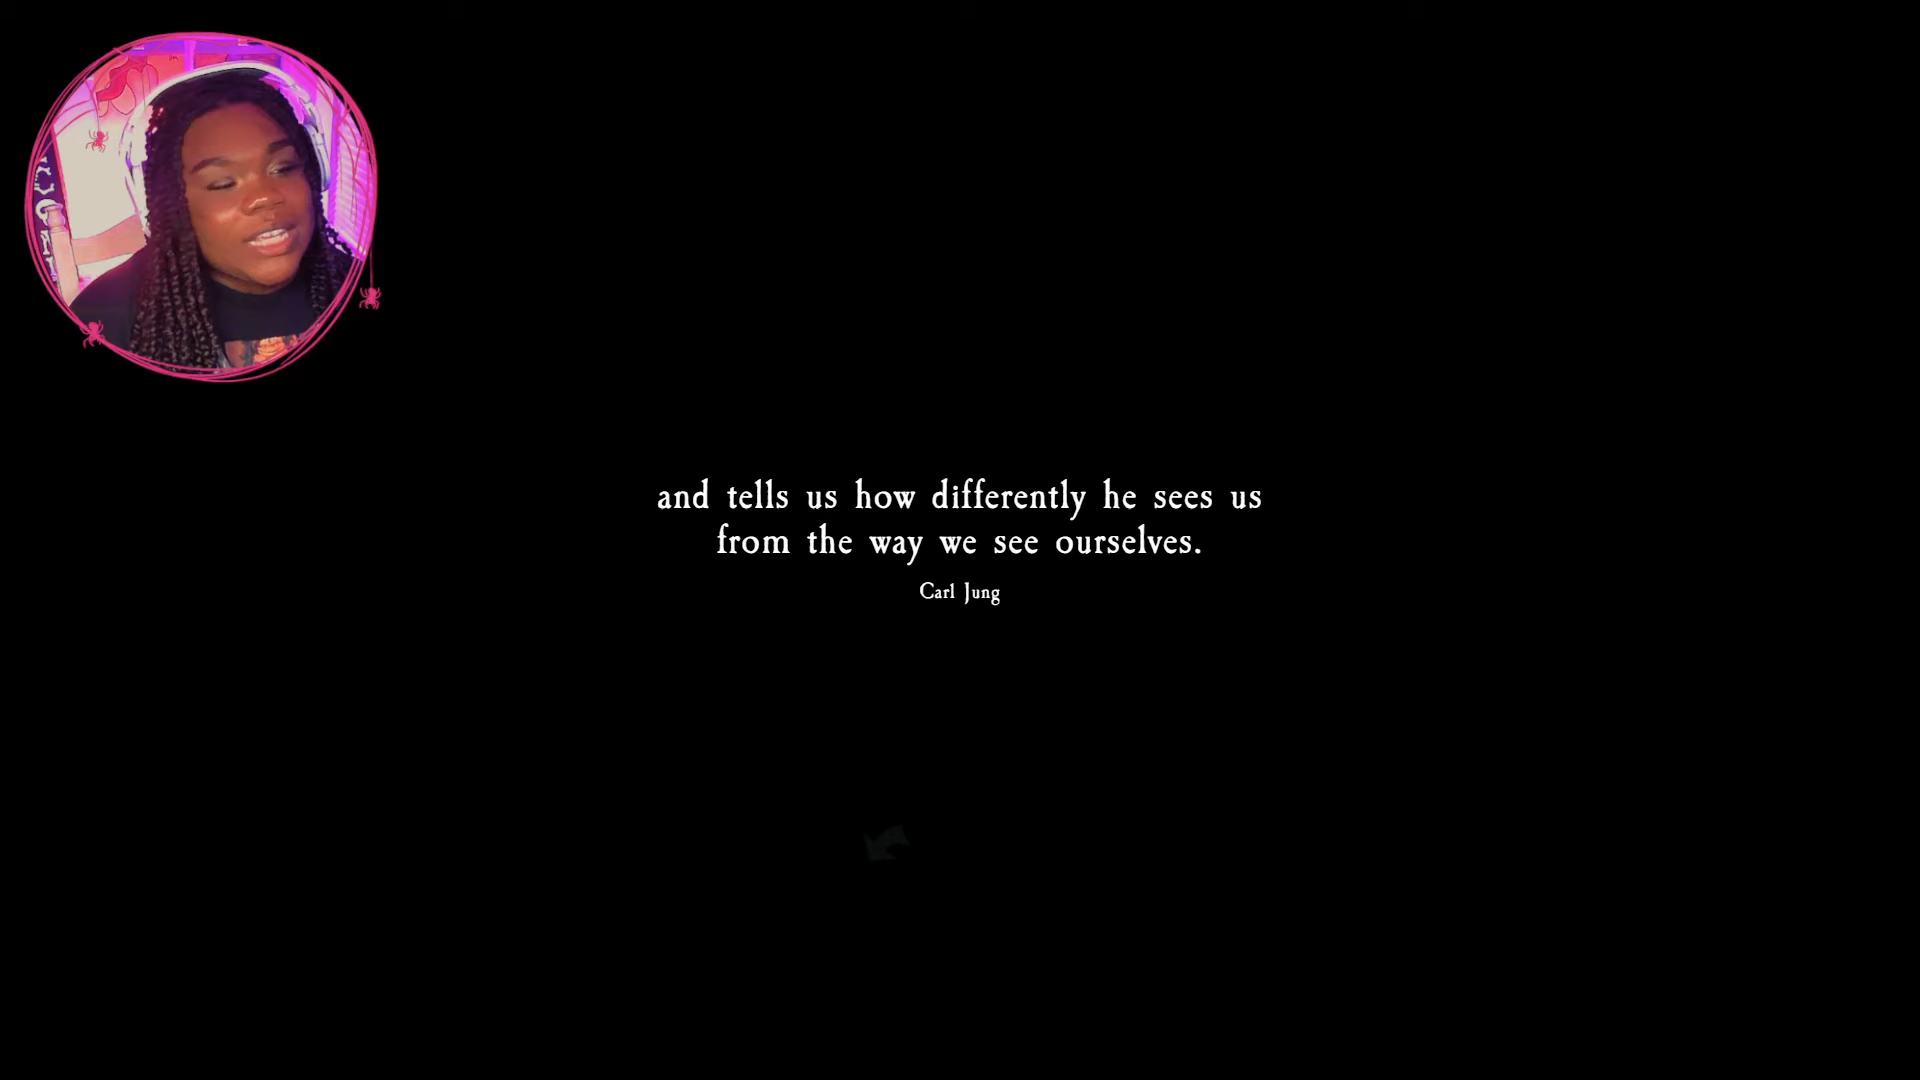 and tells us how differently he sees us
from the way we see ourselves.
Carl Jung